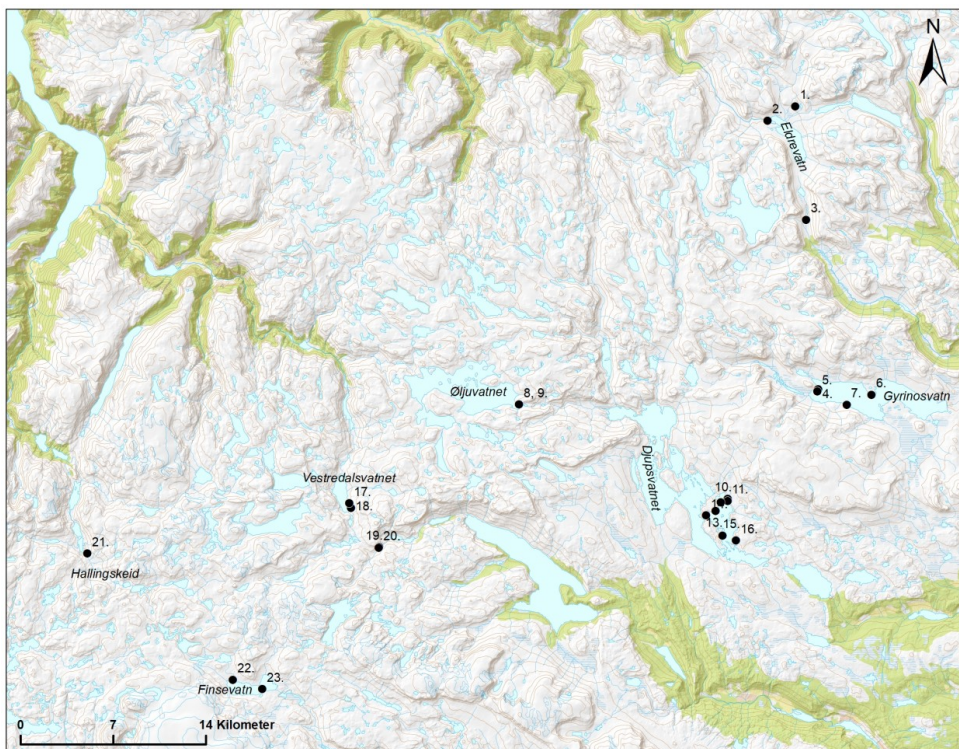 N
1.
2.
Eldrevatn
3.
5.
4.
6.
7.
Gyrinosvatn
Øljuvatnet
8, 9.
Djupsvatnet
Vestredalsvatnet
10. 11.
17.
18.
13. 15.
16.
19. 20.
21.
Hallingskeid
22.
Finsevatn
23.
0 7 14 Kilometer